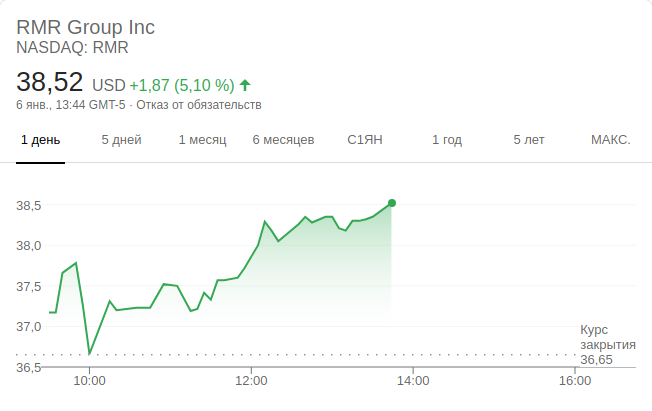 RMR Group Inc
NASDAQ: RMR
38,52 USD +1,87 (5,10 %)
6 янв., 13:44 GMT-5 · Отказ от обязательств
1 день 5 дней 1 месяц 6 месяцев С1ЯН 1 год 5 лет МАКС.
38,5
38,0
37,5
37,0
36,5
Курс
закрытия
36,65
10:00 12:00 14:00 16:00